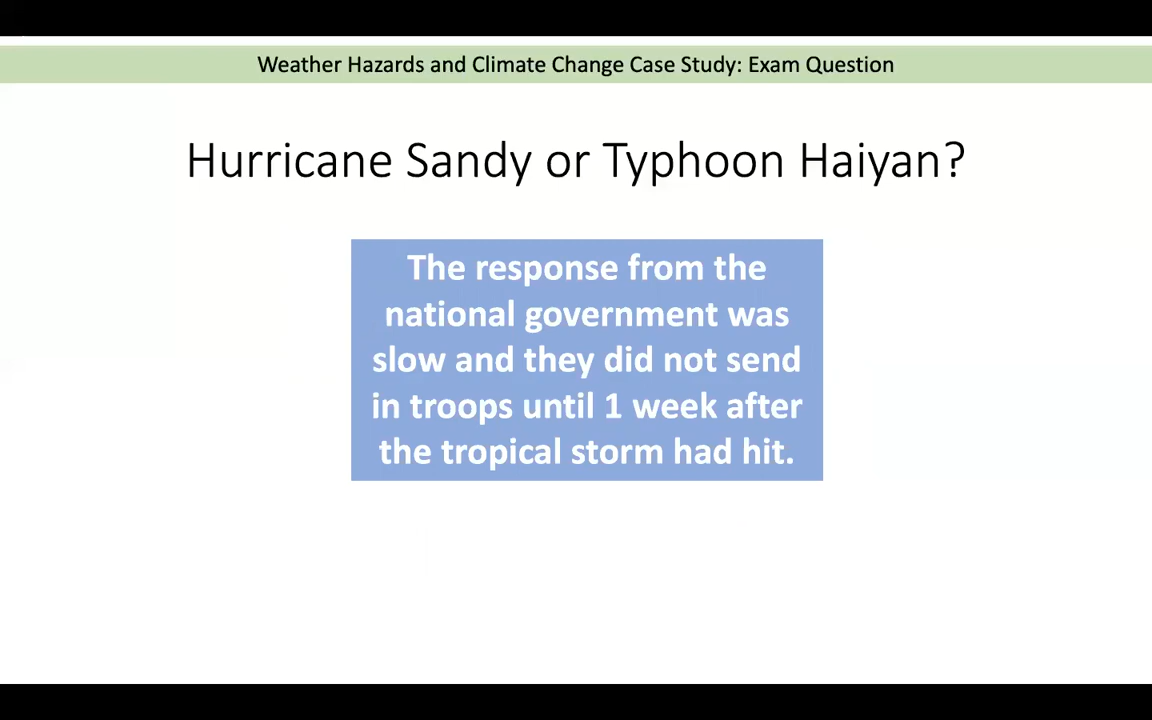 Weather Hazards and Climate Change Case Study: Exam Question
Hurricane Sandy or Typhoon Haiyan?
The response from the
national government was
slow and they did not send
in troops until 1 week after
the tropical storm had hit.